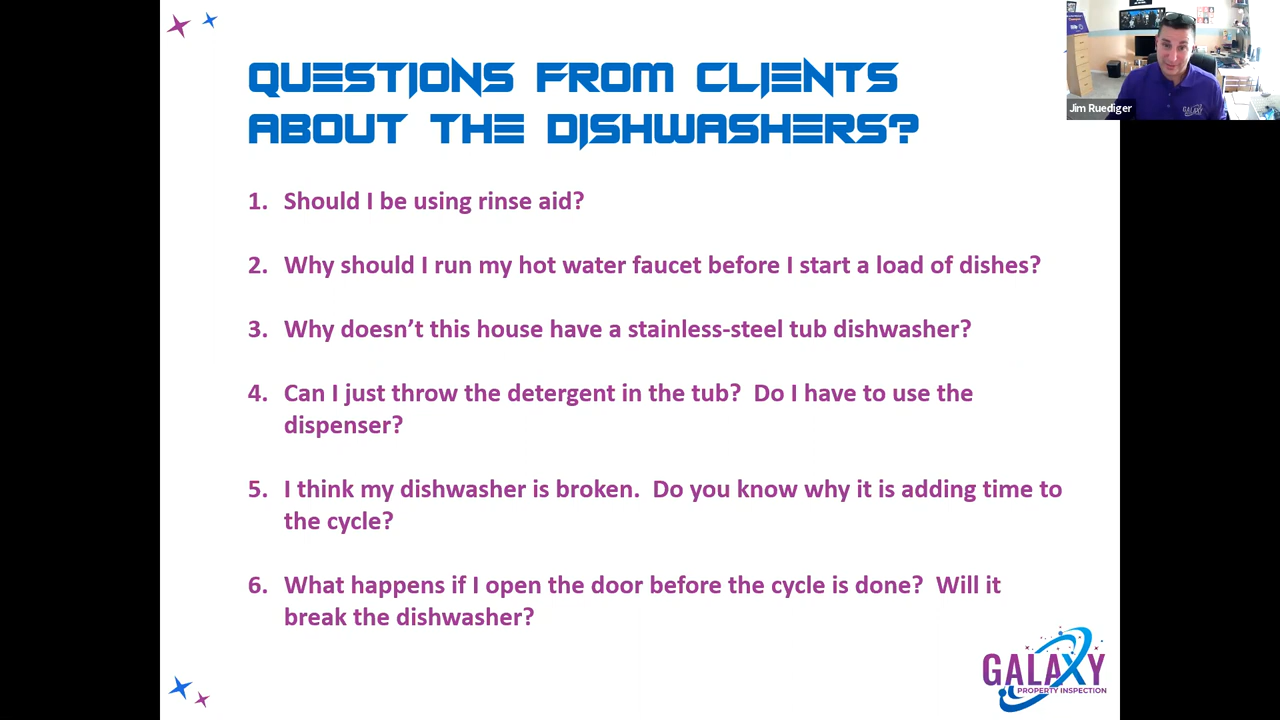 QUESTIONS FROM CLIENTS
ABOUT THE DISHWASHERS?
Jim Ruediger
1. Should I be using rinse aid?
2. Why should I run my hot water faucet before I start a load of dishes?
3. Why doesn’t this house have a stainless-steel tub dishwasher?
4. Can I just throw the detergent in the tub?  Do I have to use the
dispenser?
5. I think my dishwasher is broken.  Do you know why it is adding time to
the cycle?
6. What happens if I open the door before the cycle is done?  Will it
break the dishwasher?
GALAXY
PROPERTY INSPECTION
GALAXY